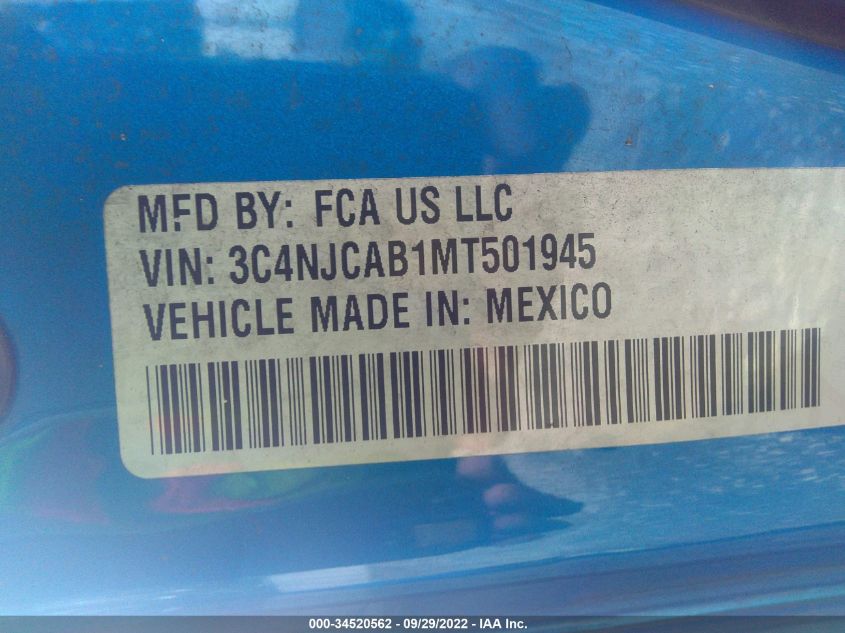 MFD BY: FCA US LLC
VIN: 3C4NJCAB1MT501945
VEHICLE MADE IN: MEXICO
000-34520562 - 09/29/2022 - IAA Inc.